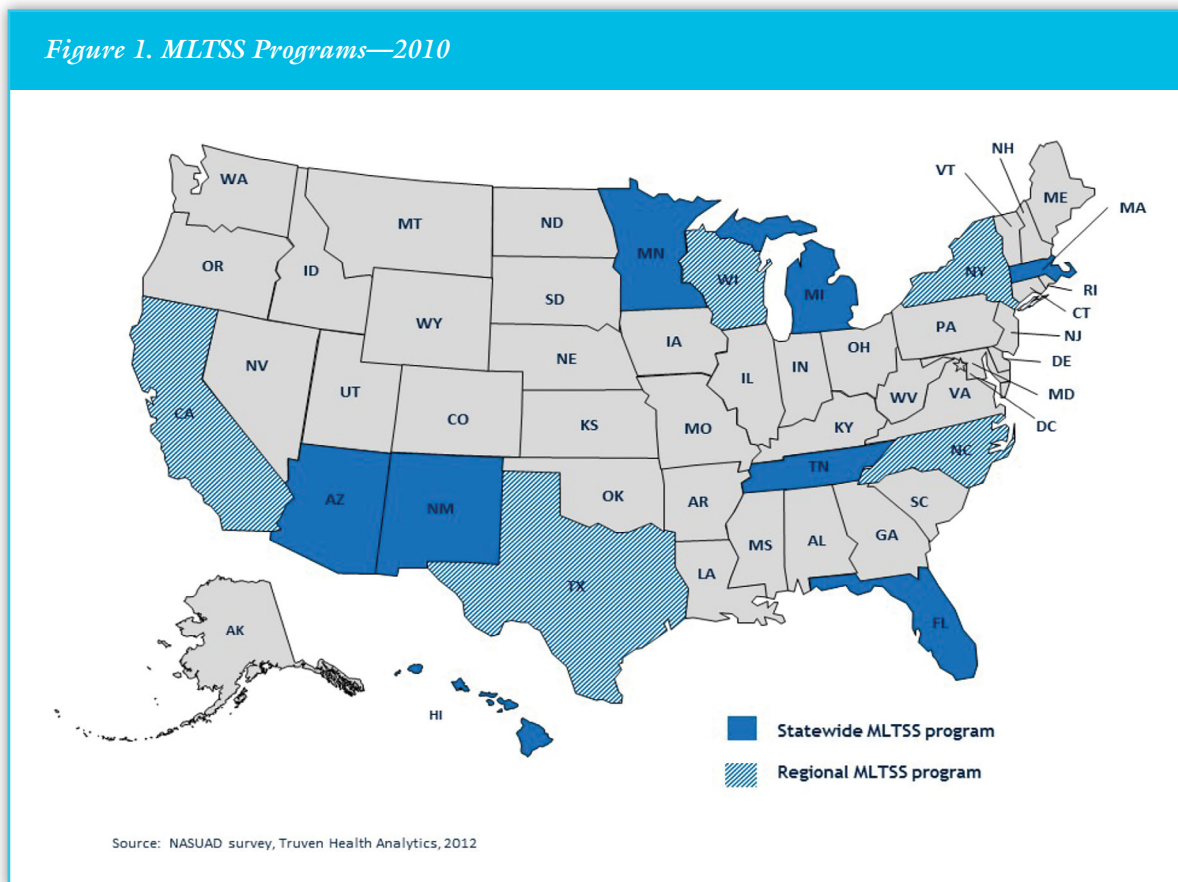 Figure 1. MLTSS Programs—2010
NH
VT
WA
ME
MT
ND
MA
MN
OR
ID
NY
WI
SD
MI
RI
WY
CT
PA
NJ
IA
OH
NE
DE
NV
IN
IL
UT
MD
VA
WV
CA
CO
KS
MO
KY
DC
NC
TN
AZ
OK
AR
SC
NM
GA
MS
AL
LA
TX
FL
AK
HI
Statewide MLTSS program
Regional MLTSS program
Source: NASUAD survey, Truven Health Analytics, 2012